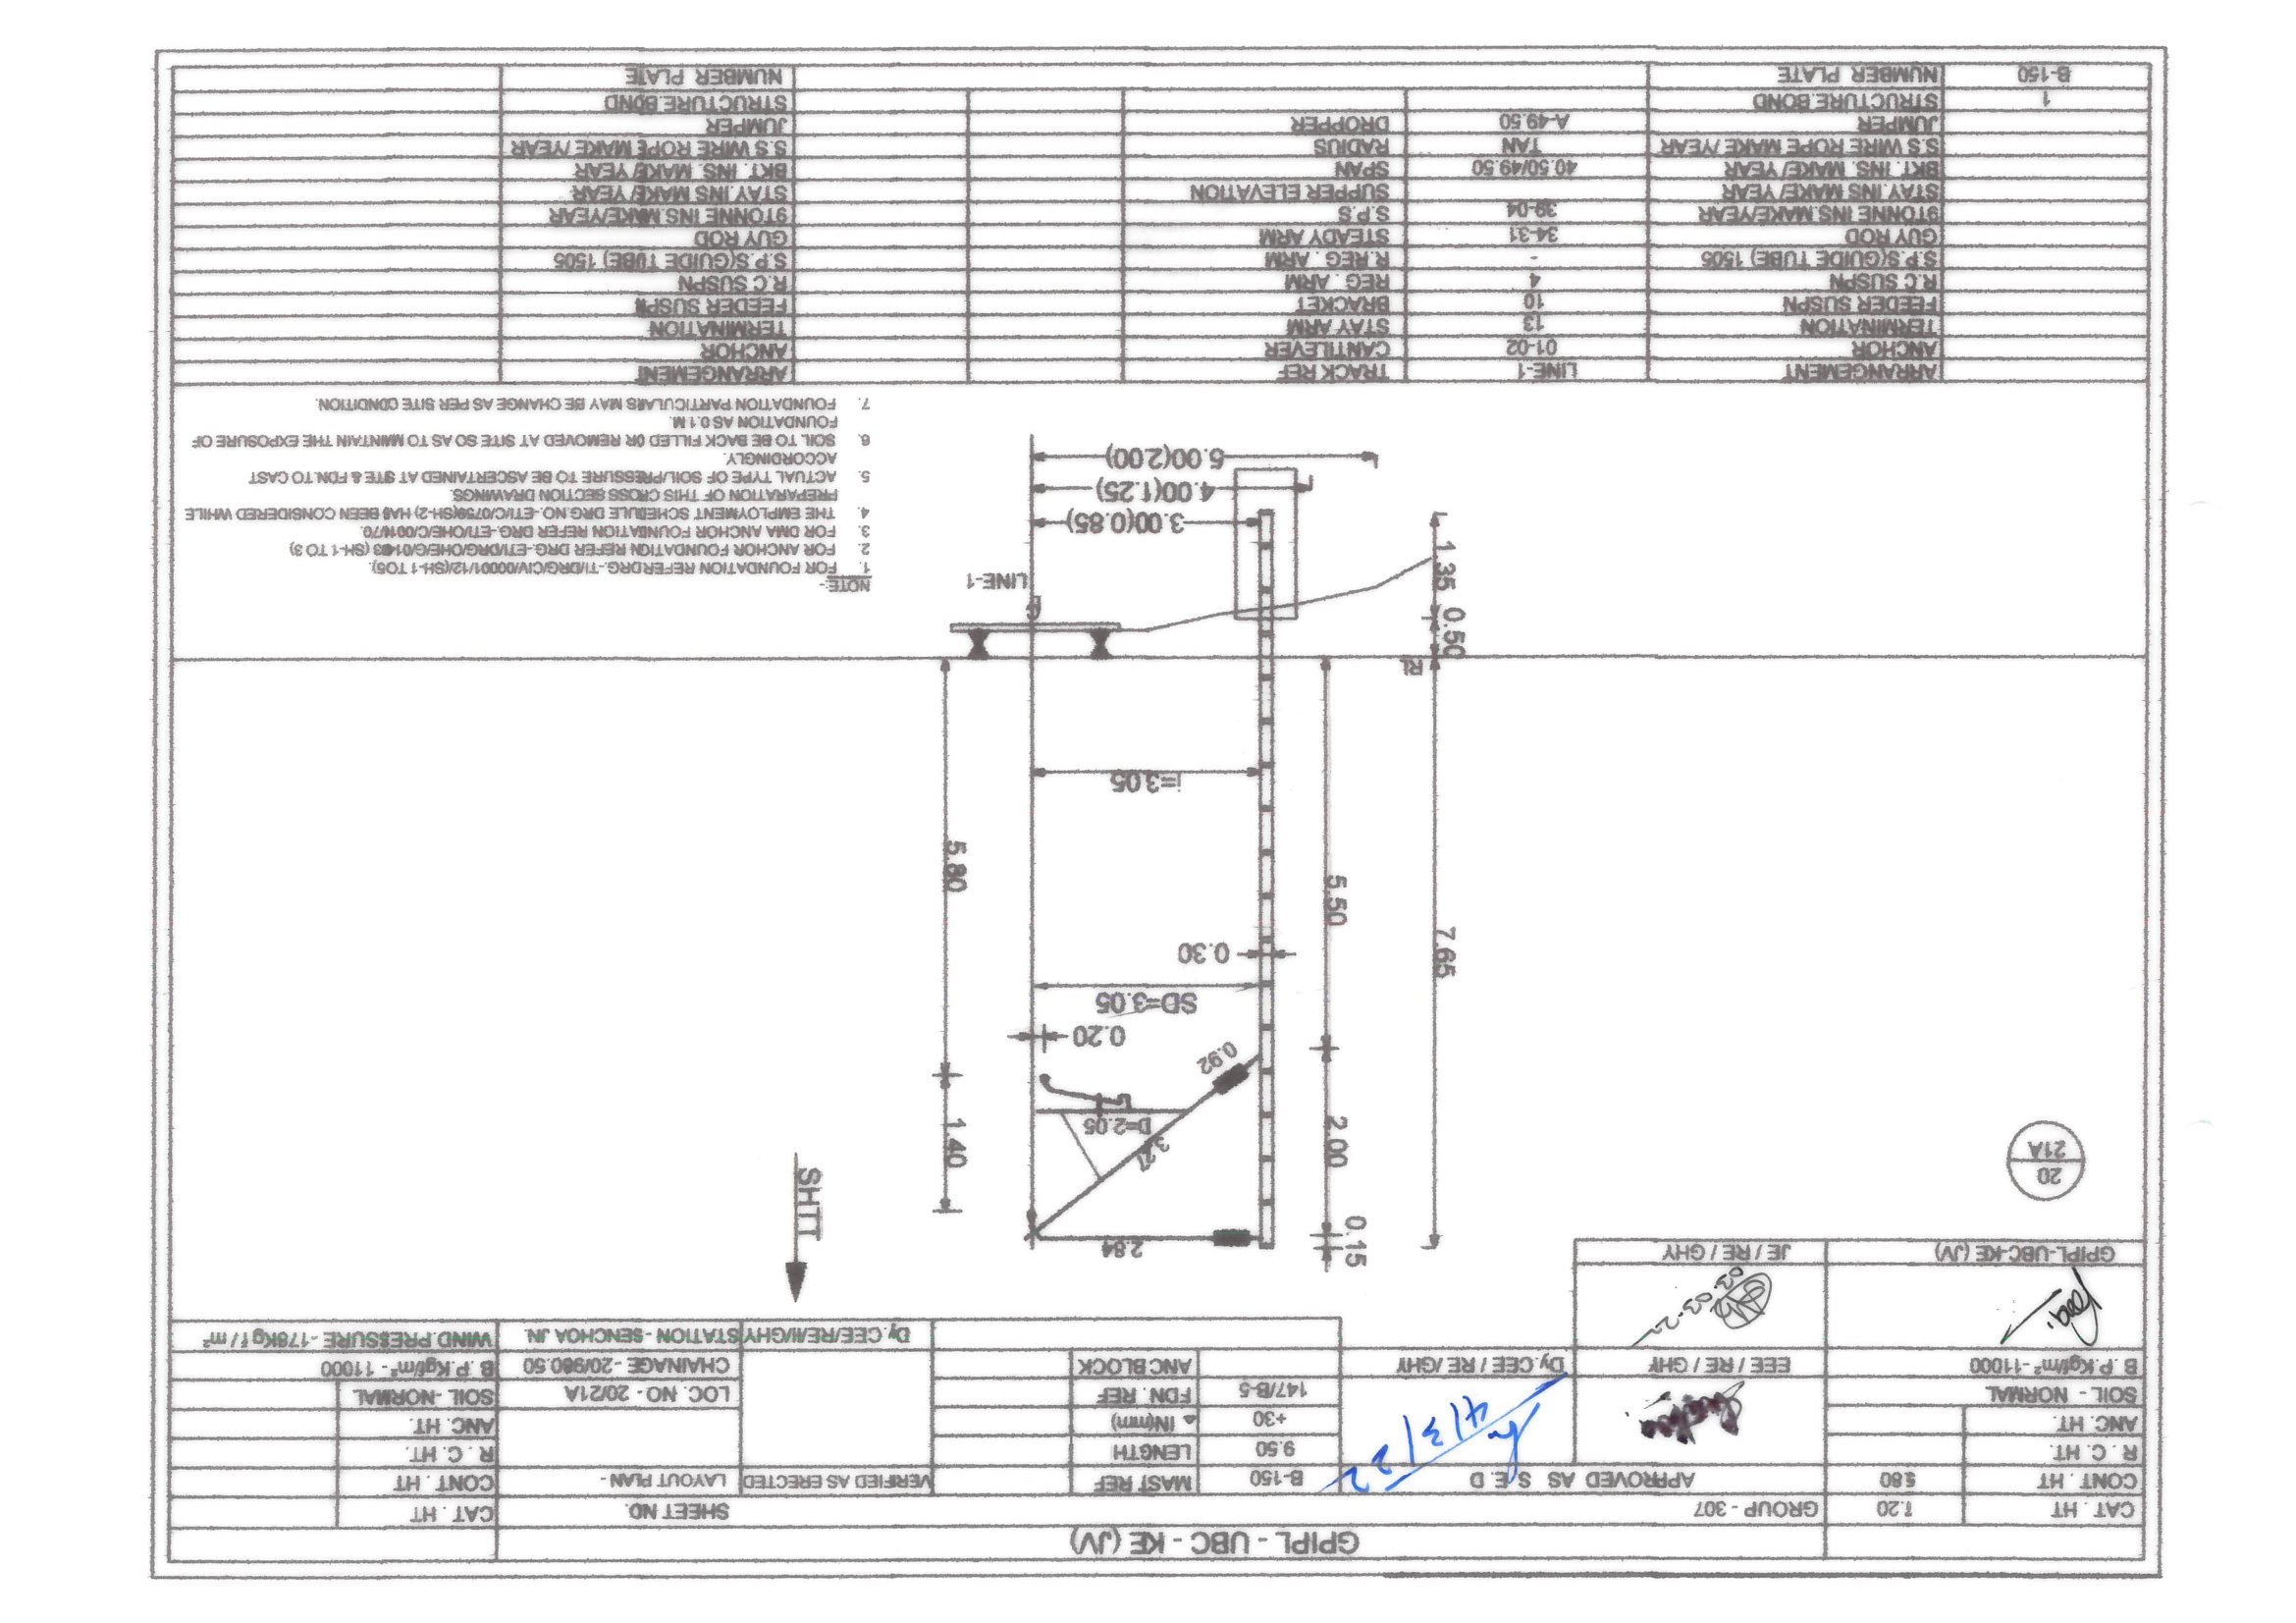 GPIPL - UBC - KE (JV)
CAT . HT 7.20 GROUP - 307 SHEET NO. CAT . HT
CONT . HT 5.80 APPROVED AS S.E.D B-150 MAST REF VERIFIED AS ERECTED LAYOUT PLAN - CONT . HT
R . C. HT. 9.50 LENGTH R . C. HT.
ANC. HT. +30 IN(mm) ANC. HT.
SOIL - NORMAL 147/B-5 FDN. REF LOC. NO - 20/21A SOIL -NORMAL
B .P.Kgf/m² -11000 EEE / RE / GHY Dy.CEE / RE /GHY ANC BLOCK CHAINAGE -20/980.50 B .P.Kgf/m² - 11000
Dy.CEE/RE/II/GHY STATION - SENCHOA JN. WIND PRESSURE -178Kg f / m²
4/3/22
03-03-22
GPIPL-UBC-KE (JV) JE / RE / GHY
20
21A
SHTT
0.15
2.84
2.00
3.27
D=2.05
1.40
0.92
0.20
SD=3.05
0.30
7.65
5.50
5.80
i=3.05
RL
0.50
1.35
LINE-1
3.00(0.85)
4.00(1.25)
5.00(2.00)
NOTE:-
1. FOR FOUNDATION REFER DRG.-TI/DRG/CIV/00001/12/(SH-1 TO5).
2. FOR ANCHOR FOUNDATION REFER DRG.-ETI/DRG/OHE/G/01403 (SH-1 TO 3)
3. FOR DMA ANCHOR FOUNDATION REFER DRG.-ETI/OHE/C/001/70.
4. THE EMPLOYMENT SCHEDULE DRG.NO.-ETI/C/0759(SH-2) HAS BEEN CONSIDERED WHILE
PREPARATION OF THIS CROSS SECTION DRAWINGS.
5. ACTUAL TYPE OF SOIL/PRESSURE TO BE ASCERTAINED AT SITE & FDN.TO CAST
ACCORDINGLY.
6. SOIL TO BE BACK FILLED OR REMOVED AT SITE SO AS TO MAINTAIN THE EXPOSURE OF
FOUNDATION AS 0.1 M.
7. FOUNDATION PARTICULARS MAY BE CHANGE AS PER SITE CONDITION.
ARRANGEMENT LINE-1 TRACK REF ARRANGEMENT
ANCHOR 01-02 CANTILEVER ANCHOR
TERMINATION 13 STAY ARM TERMINATION
FEEDER SUSPN 10 BRACKET FEEDER SUSPN
R.C SUSPN 4 REG . ARM R.C SUSPN
S.P.S(GUIDE TUBE) 1505 - R.REG . ARM S.P.S(GUIDE TUBE) 1505
GUY ROD 34-31 STEADY ARM GUY ROD
9TONNE INS.MAKE/YEAR 39-04 S.P.S 9TONNE INS.MAKE/YEAR
STAY.INS MAKE/ YEAR SUPPER ELEVATION STAY.INS MAKE/ YEAR
BKT. INS. MAKE/ YEAR 40.50/49.50 SPAN BKT. INS. MAKE/ YEAR
S.S WIRE ROPE MAKE /YEAR TAN RADIUS S.S WIRE ROPE MAKE /YEAR
JUMPER A-49.50 DROPPER JUMPER
1 STRUCTURE.BOND STRUCTURE.BOND
B-150 NUMBER PLATE NUMBER PLATE